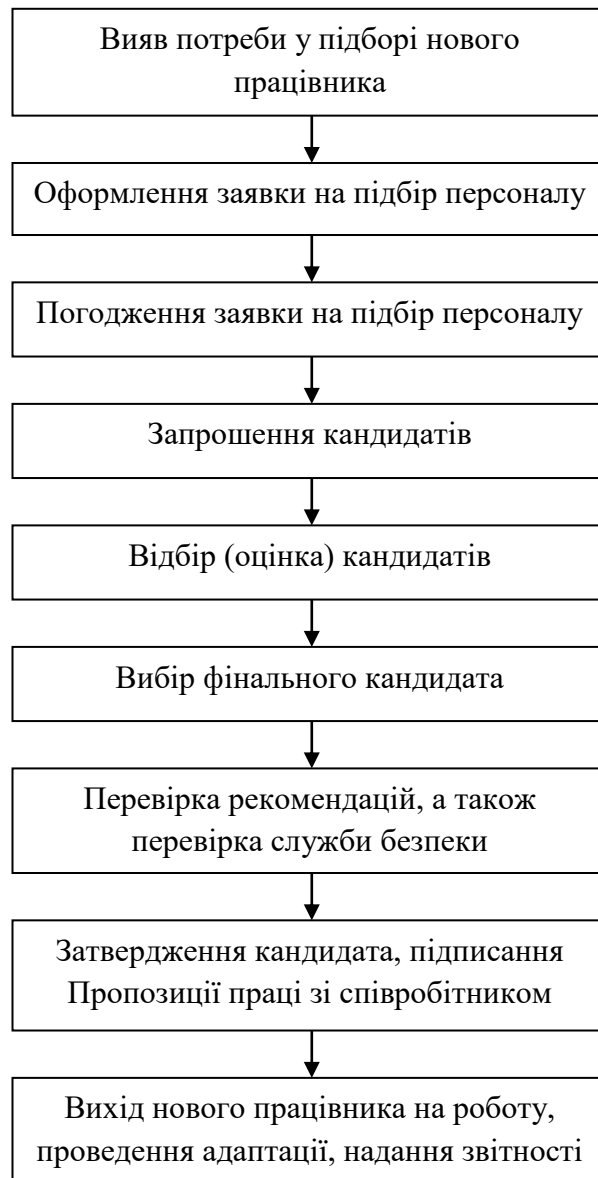 Вияв потреби у підборі нового
працівника
Оформлення заявки на підбір персоналу
Погодження заявки на підбір персоналу
Запрошення кандидатів
Відбір (оцінка) кандидатів
Вибір фінального кандидата
Перевірка рекомендацій, а також
перевірка служби безпеки
Затвердження кандидата, підписання
Пропозиції праці зі співробітником
Вихід нового працівника на роботу,
проведення адаптації, надання звітності